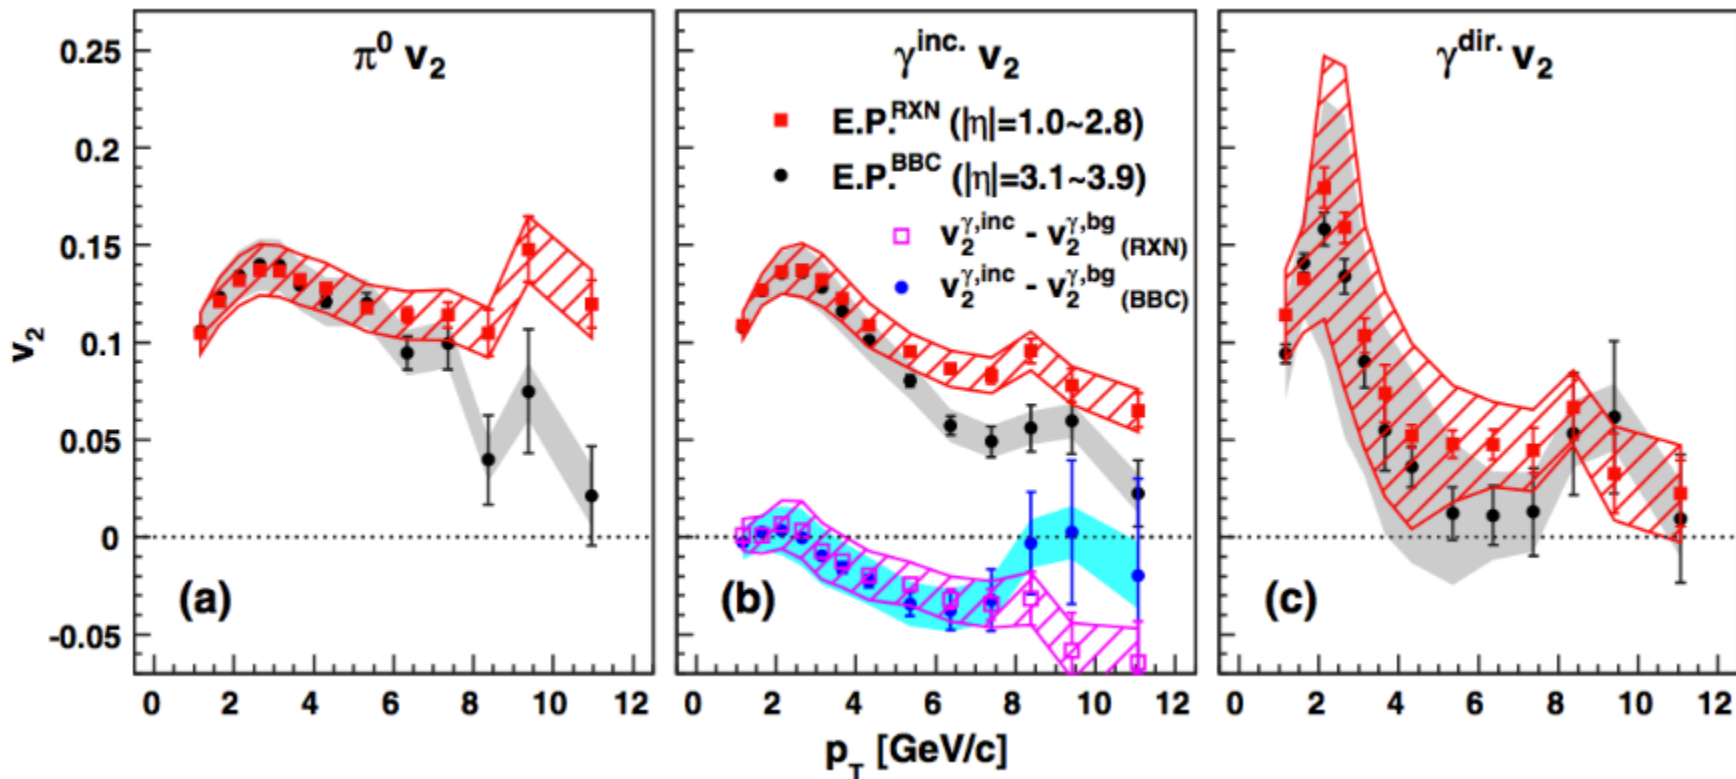 π⁰ v₂
γ^inc. v₂
γ^dir. v₂
E.P.^RXN (|η|=1.0~2.8)
E.P.^BBC (|η|=3.1~3.9)
v₂^γ,inc - v₂^γ,bg (RXN)
v₂^γ,inc - v₂^γ,bg (BBC)
v₂
0.25
0.2
0.15
0.1
0.05
0
-0.05
(a)
(b)
(c)
0 2 4 6 8 10 12
0 2 4 6 8 10 12
2 4 6 8 10 12
p_T [GeV/c]